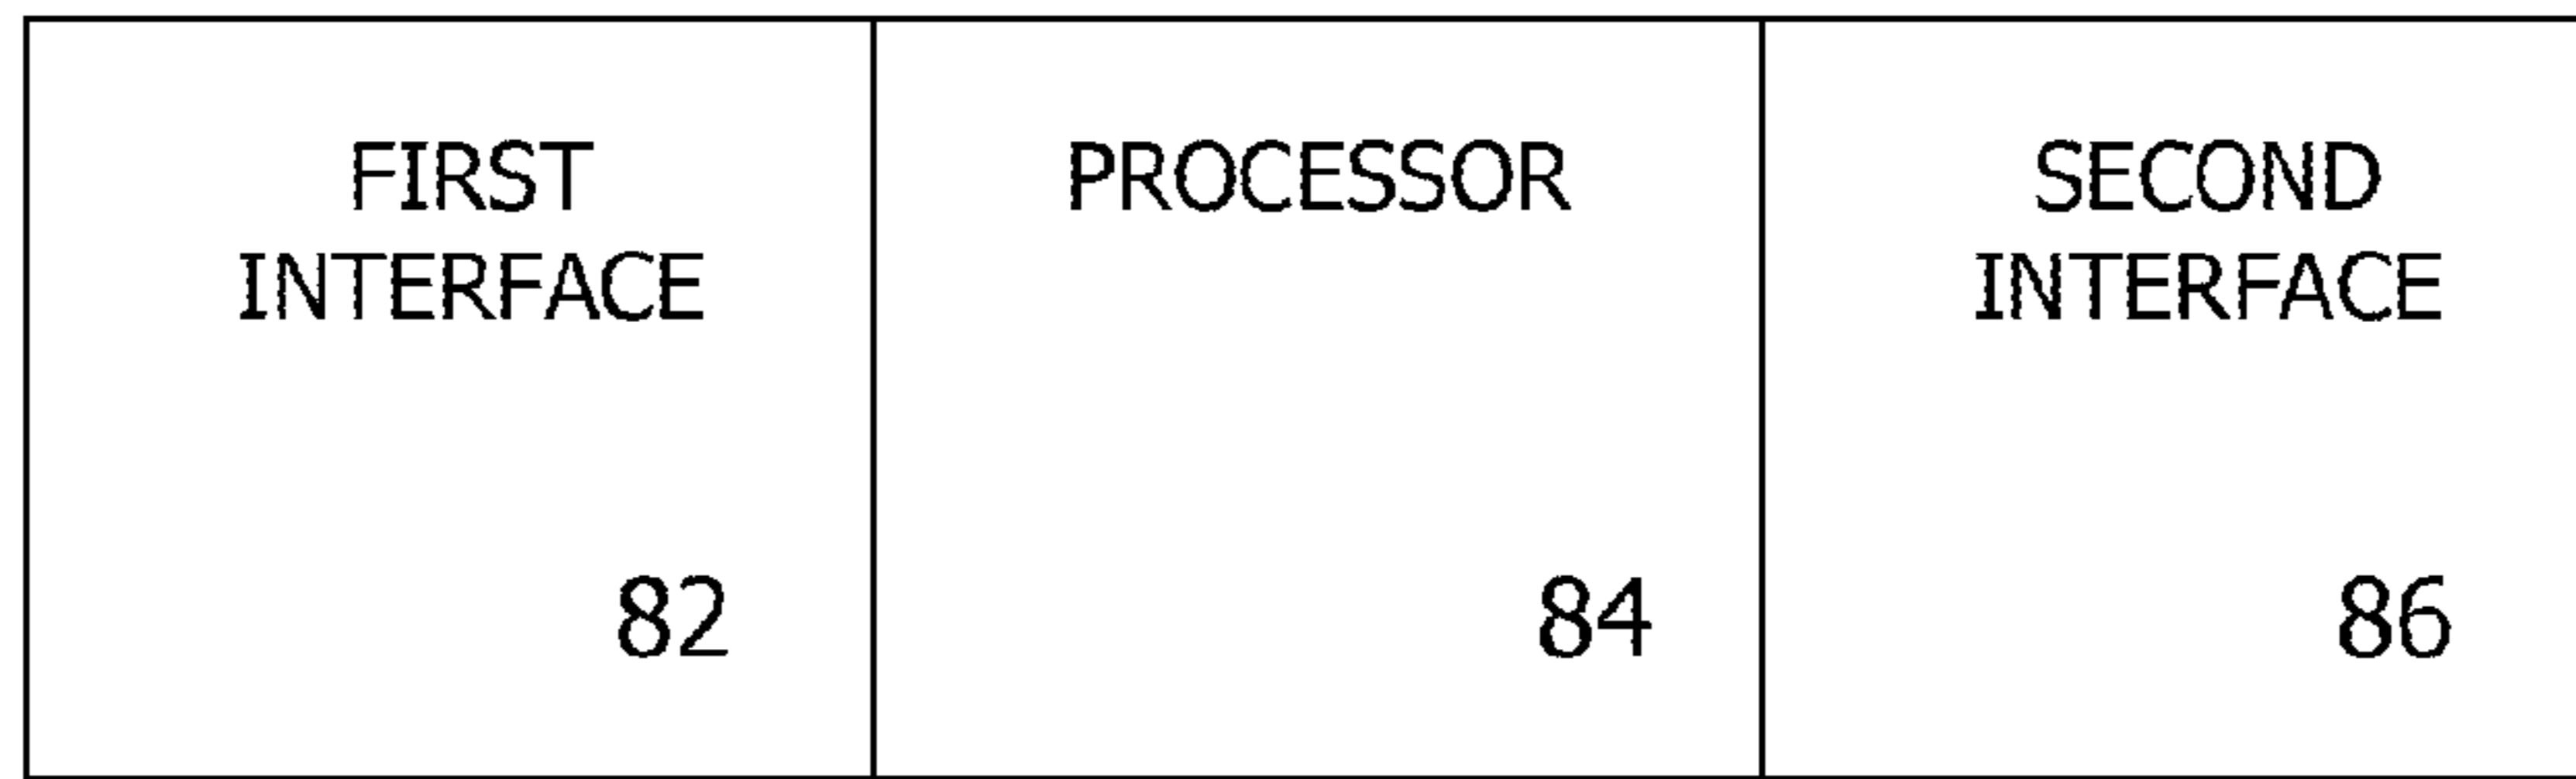 FIRST
INTERFACE
82
PROCESSOR
84
SECOND
INTERFACE
86